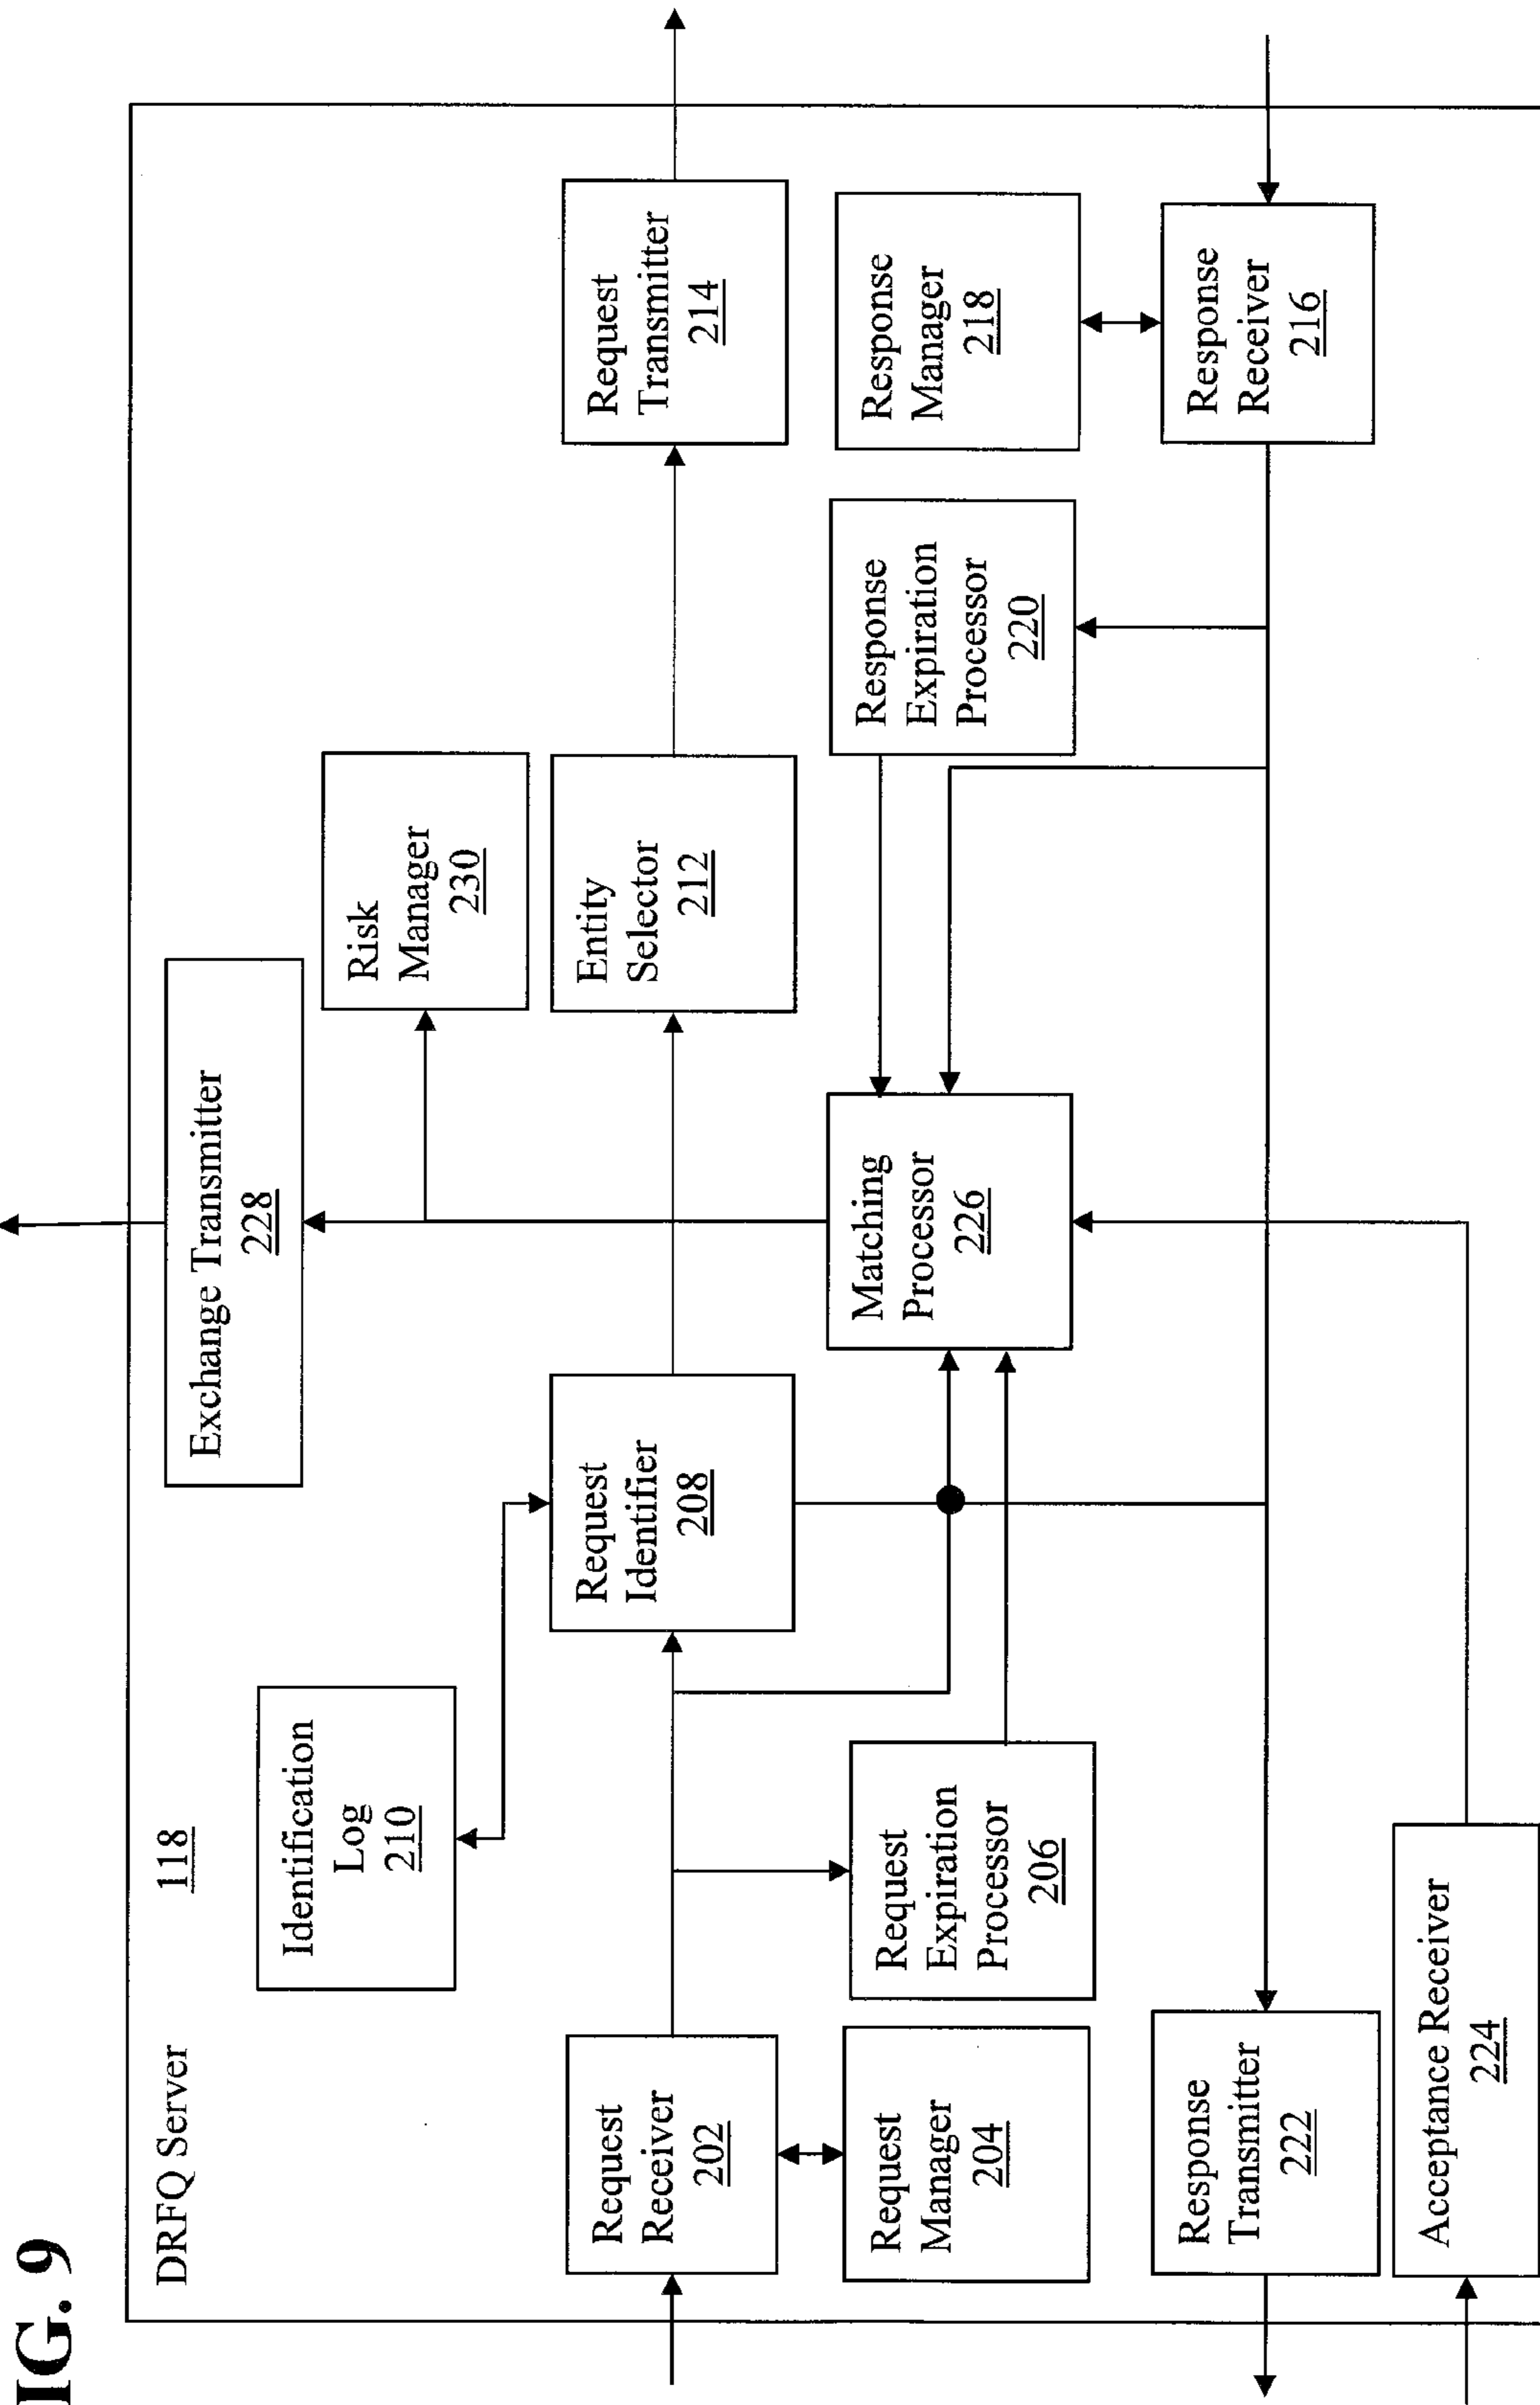 IG. 9
DRFQ Server
118
Exchange Transmitter
228
Identification
Log
210
Risk
Manager
230
Request
Receiver
202
Request
Identifier
208
Entity
Selector
212
Request
Transmitter
214
Request
Manager
204
Request
Expiration
Processor
206
Matching
Processor
226
Response
Expiration
Processor
220
Response
Manager
218
Response
Transmitter
222
Response
Receiver
216
Acceptance Receiver
224